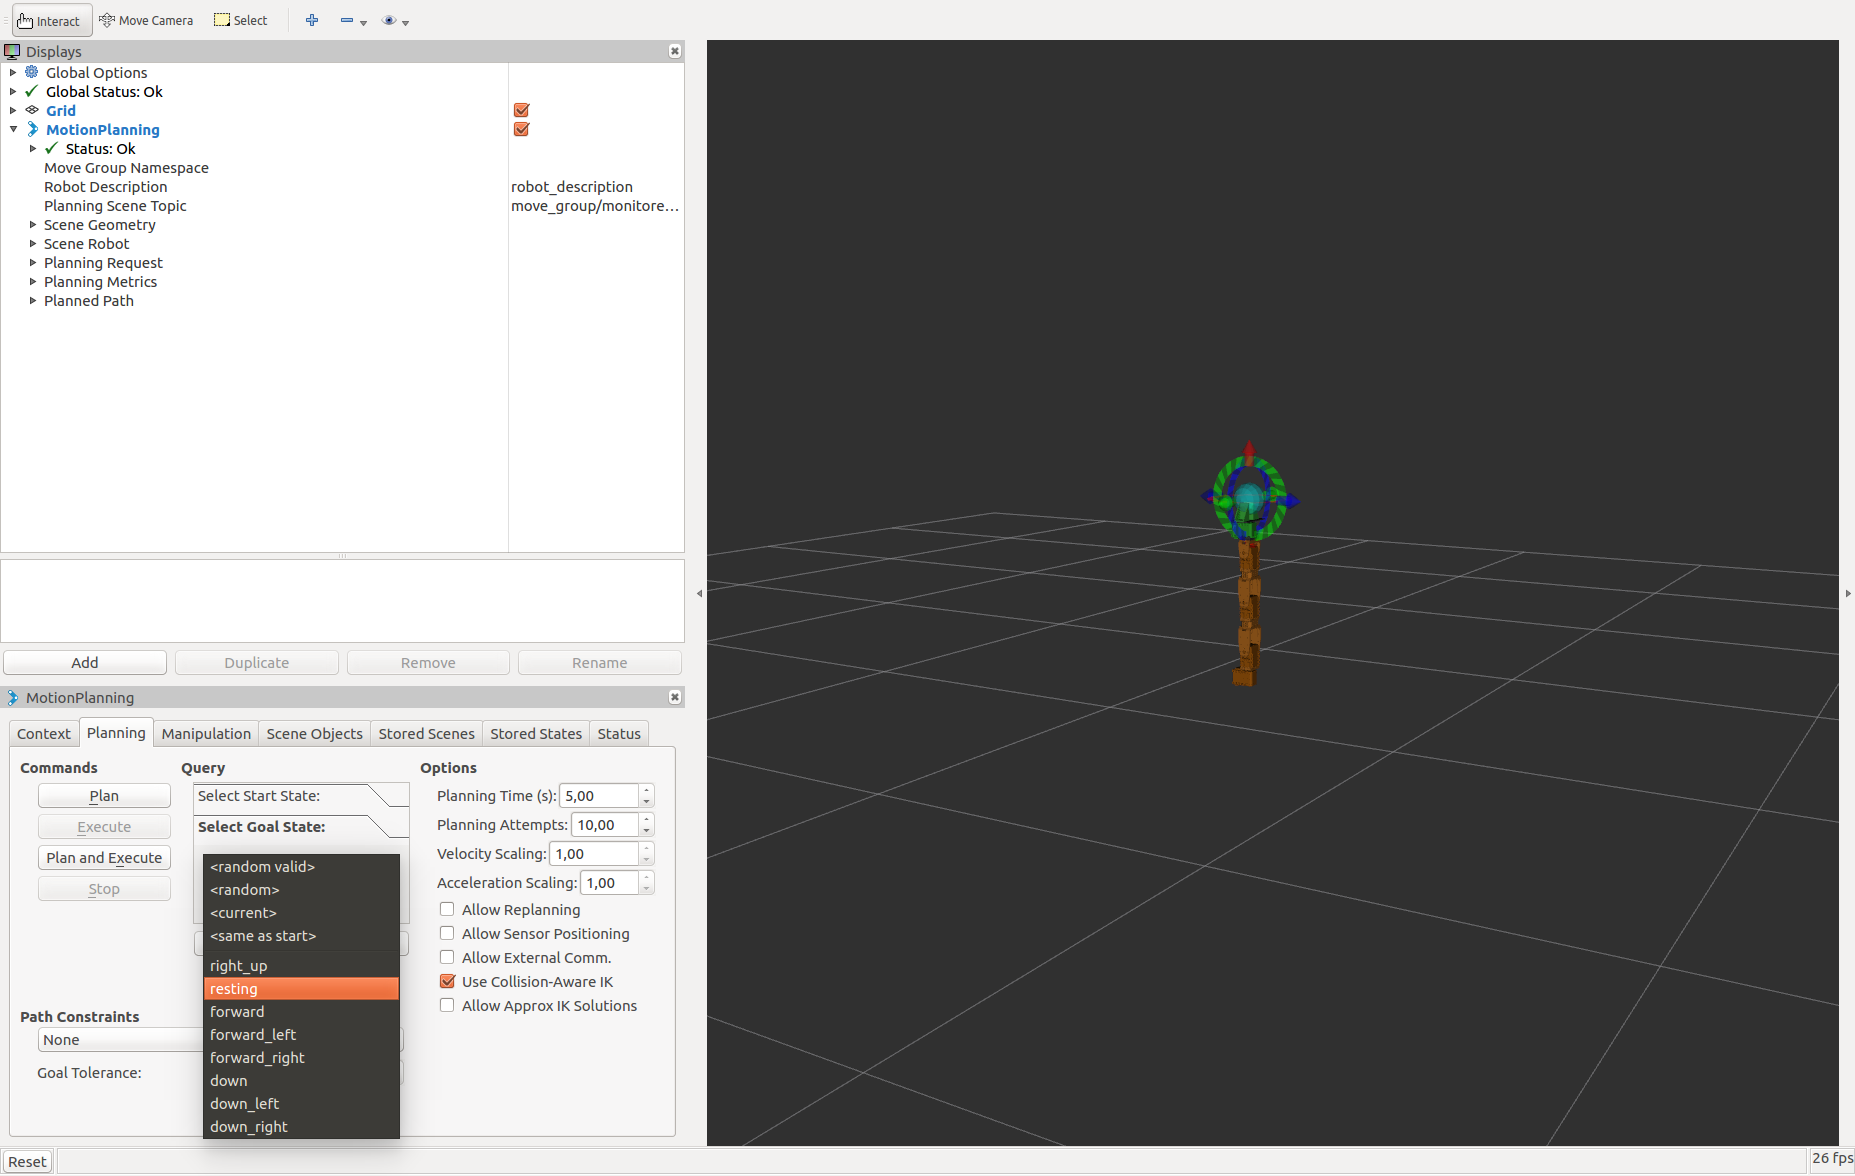 Interact Move Camera Select
Displays
Global Options
Global Status: Ok
Grid
MotionPlanning
Status: Ok
Move Group Namespace
Robot Description robot_description
Planning Scene Topic move_group/monitore...
Scene Geometry
Scene Robot
Planning Request
Planning Metrics
Planned Path
Add Duplicate Remove Rename
MotionPlanning
Context Planning Manipulation Scene Objects Stored Scenes Stored States Status
Commands Query Options
Plan Select Start State: Planning Time (s): 5,00
Execute Select Goal State: Planning Attempts: 10,00
Plan and Execute Velocity Scaling: 1,00
<random valid>
Stop <random> Acceleration Scaling: 1,00
<current> Allow Replanning
<same as start> Allow Sensor Positioning
Allow External Comm.
right_up
resting Use Collision-Aware IK
forward Allow Approx IK Solutions
Path Constraints
None forward_left
forward_right
Goal Tolerance: down
down_left
down_right
Reset 26 fps